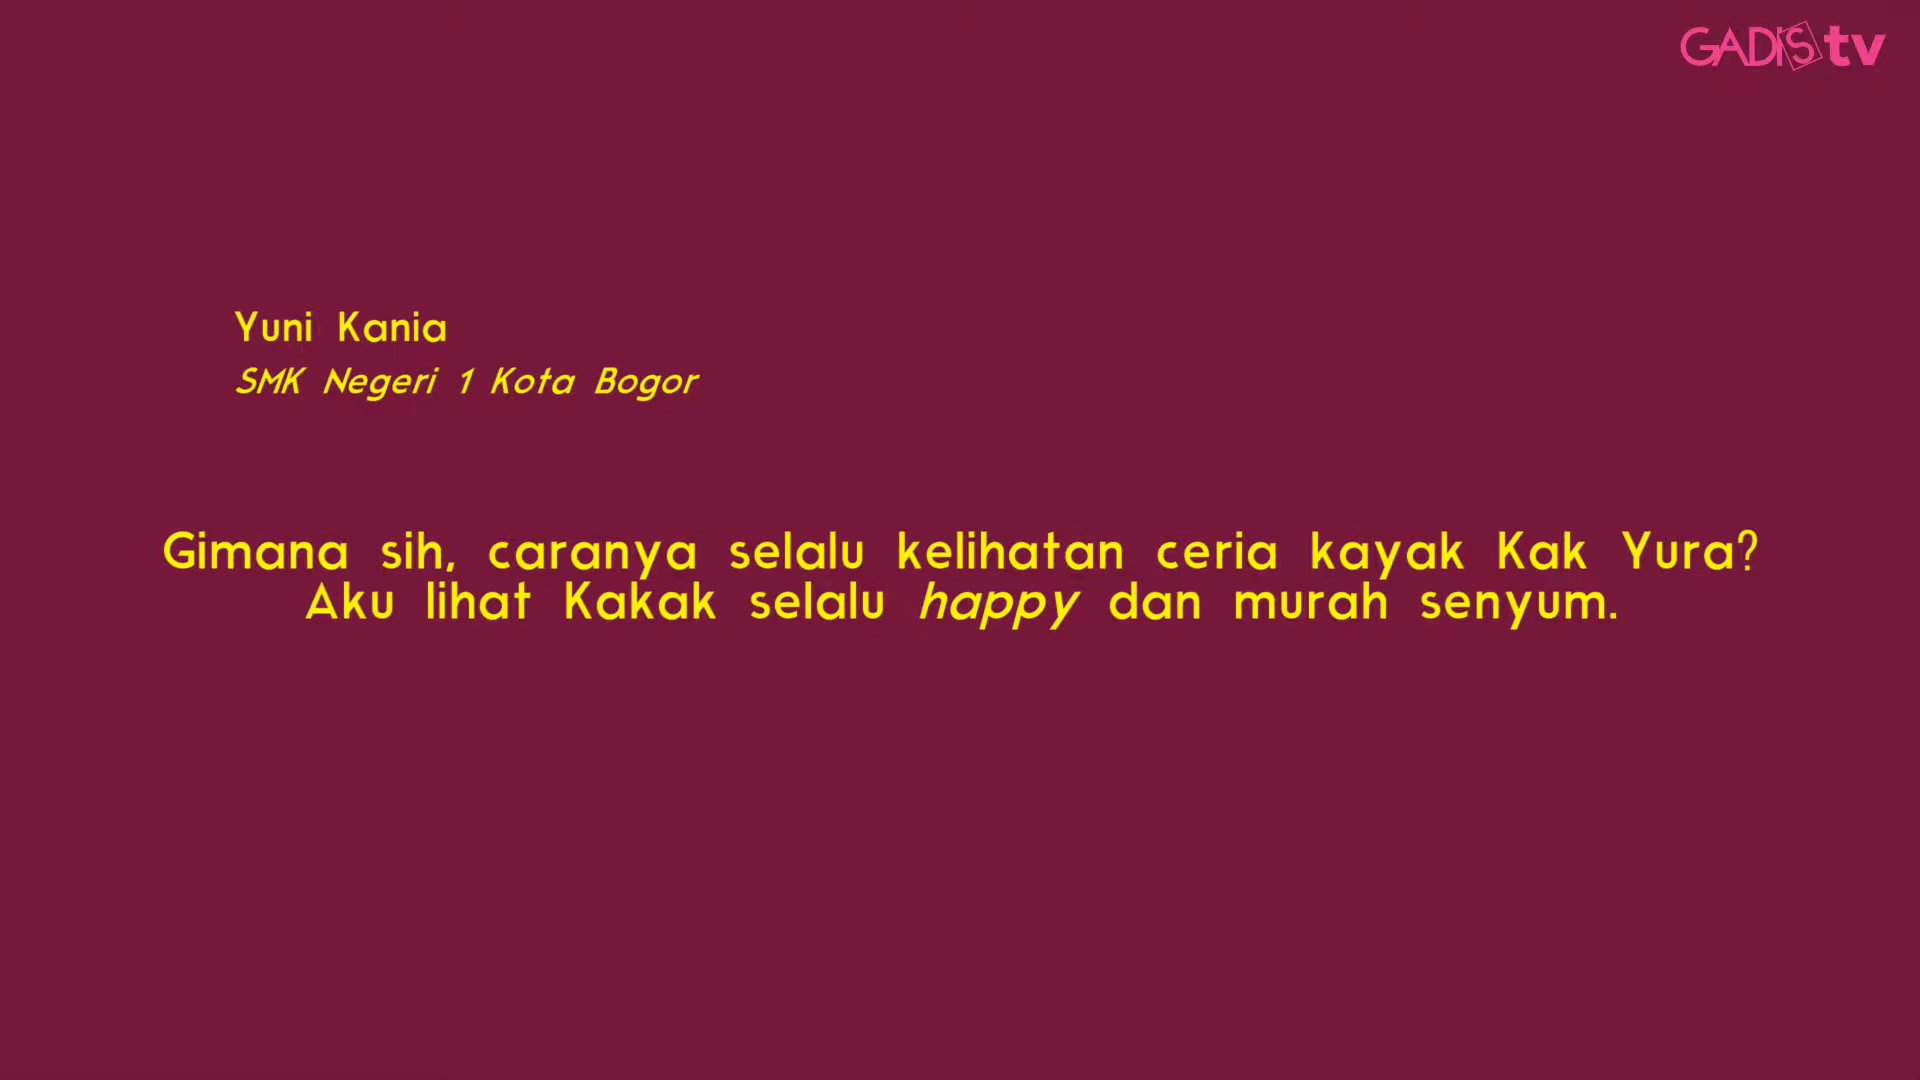 GADIS tv
Yuni Kania
SMK Negeri 1 Kota Bogor
Gimana sih, caranya selalu kelihatan ceria kayak Kak Yura?
Aku lihat Kakak selalu happy dan murah senyum.